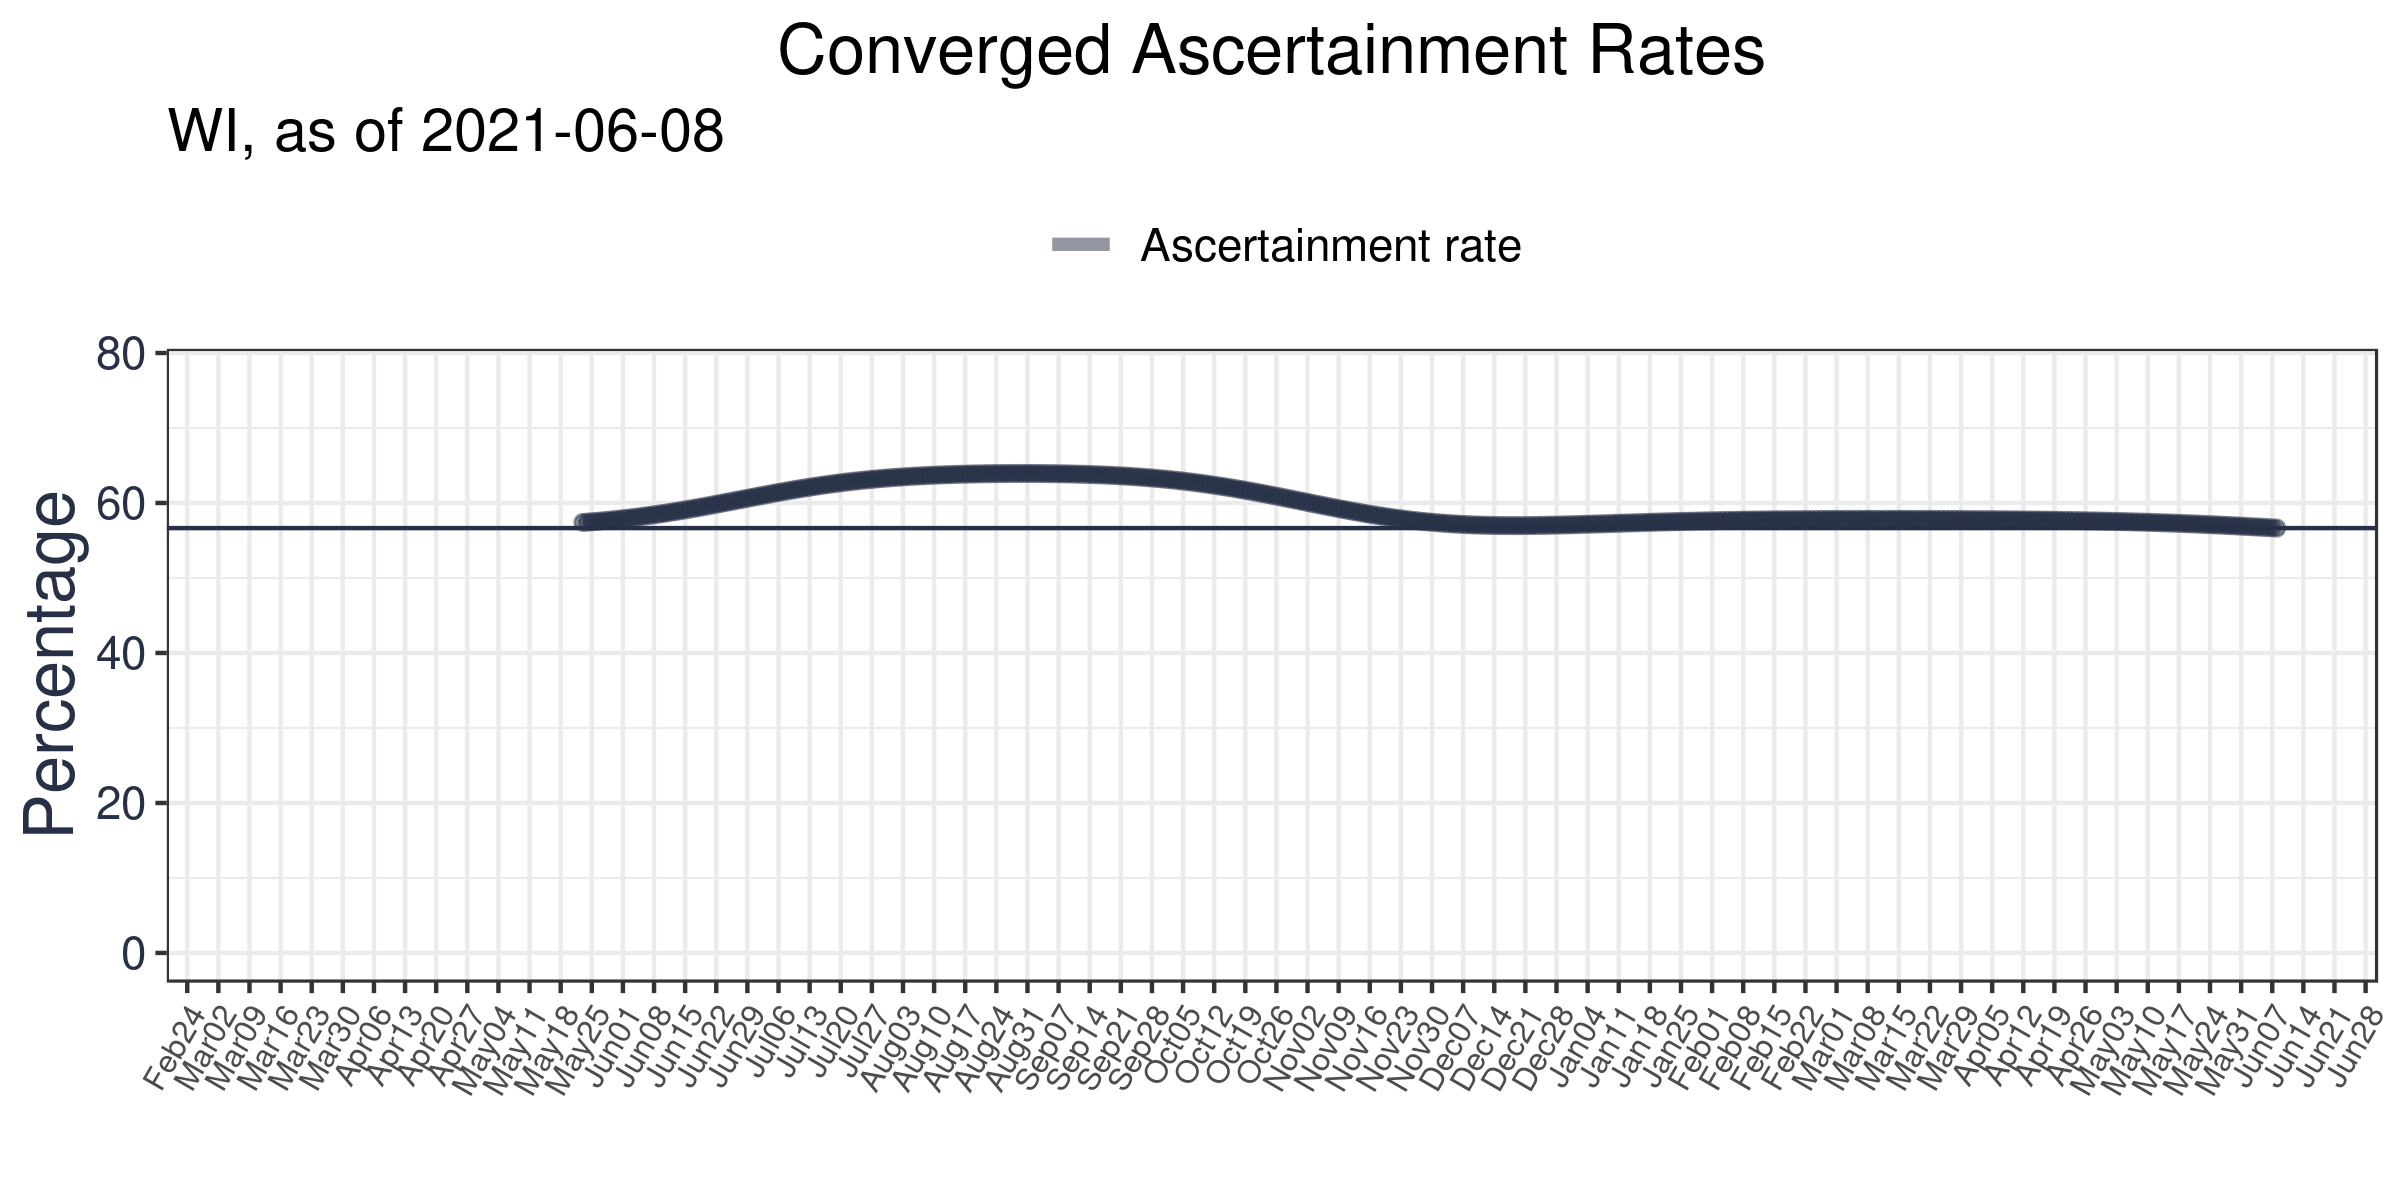 Converged Ascertainment Rates
WI, as of 2021-06-08
Ascertainment rate
Percentage
80
60
40
20
0
Feb24
Mar02
Mar09
Mar16
Mar23
Mar30
Apr06
Apr13
Apr20
Apr27
May04
May11
May18
May25
Jun01
Jun08
Jun15
Jun22
Jun29
Jul06
Jul13
Jul20
Jul27
Aug03
Aug10
Aug17
Aug24
Aug31
Sep07
Sep14
Sep21
Sep28
Oct05
Oct12
Oct19
Oct26
Nov02
Nov09
Nov16
Nov23
Nov30
Dec07
Dec14
Dec21
Dec28
Jan04
Jan11
Jan18
Jan25
Feb01
Feb08
Feb15
Feb22
Mar01
Mar08
Mar15
Mar22
Mar29
Apr05
Apr12
Apr19
Apr26
May03
May10
May17
May24
May31
Jun07
Jun14
Jun21
Jun28